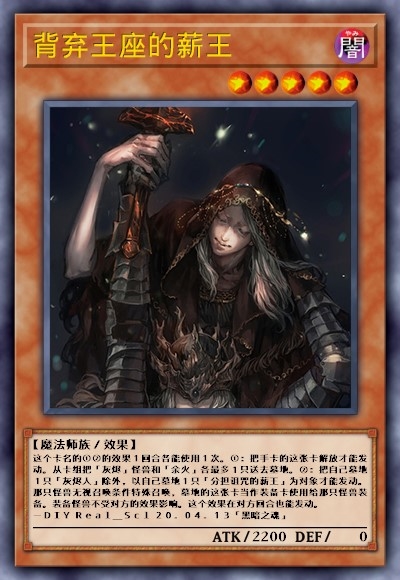 背弃王座的薪王
やみ
闇
【魔法师族／效果】
这个卡名的①②的效果１回合各能使用１次。①：把手卡的这张卡解放才能发
动。从卡组把「灰烬」怪兽和「余火」各最多１只送去墓地。②：把自己墓地
１只「灰烬人」除外，以自己墓地１只「分担诅咒的薪王」为对象才能发动。
那只怪兽无视召唤条件特殊召唤，墓地的这张卡当作装备卡使用给那只怪兽装
备。装备怪兽不受对方的效果影响。这个效果在对方回合也能发动。
－ＤＩＹ Ｒｅａｌ＿Ｓｃｌ ２０.０４.１３「黑暗之魂」
ATK/2200 DEF/ 0